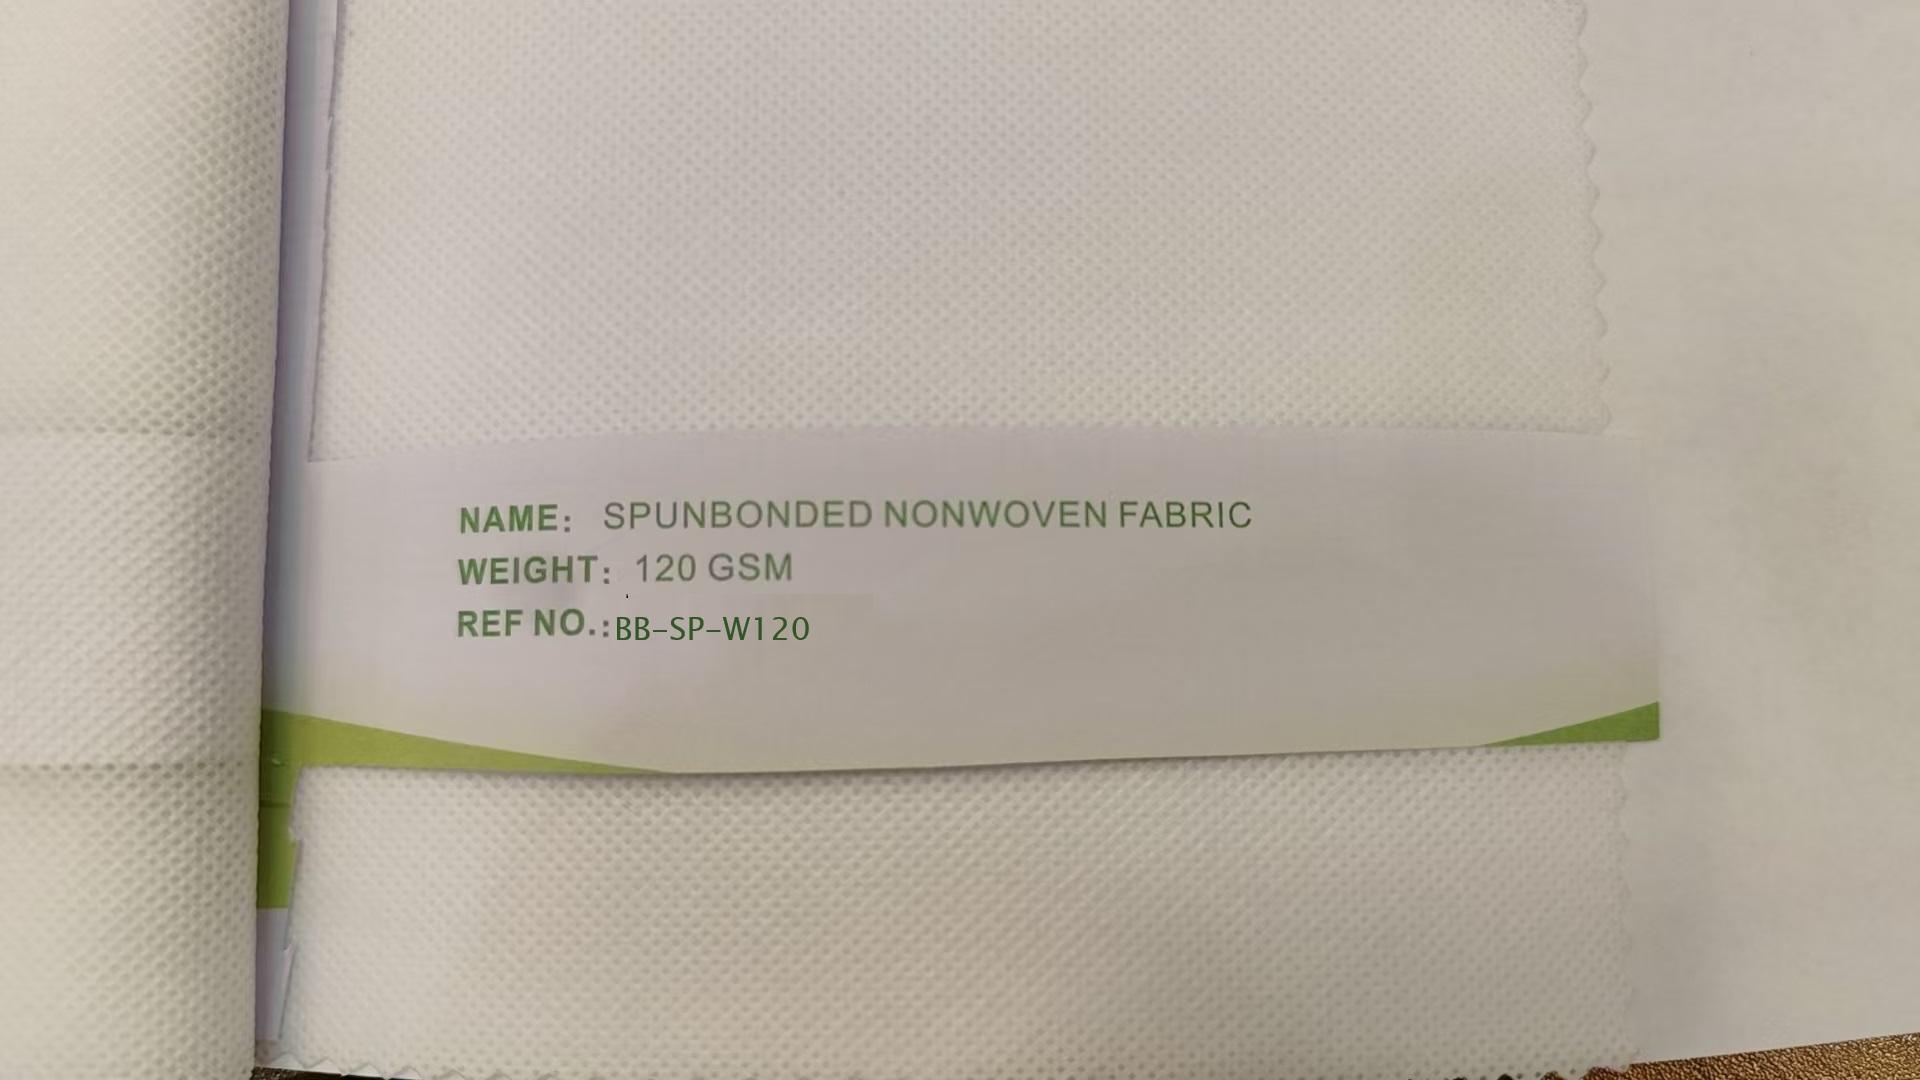 NAME: SPUNBONDED NONWOVEN FABRIC
WEIGHT: 120 GSM
REF NO.:BB-SP-W120